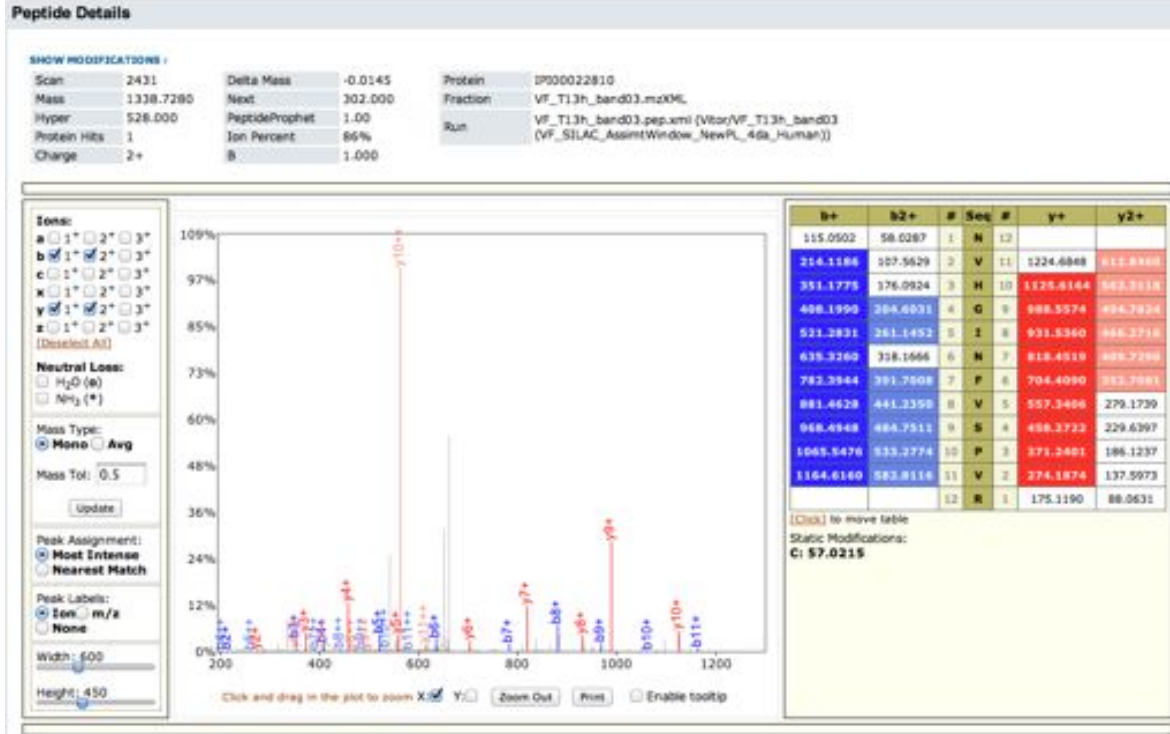 Peptide Details
SHOW MODIFICATIONS
Scan 2431 Delta Mass -0.0145 Protein IPI00022810
Mass 1338.7280 Next 302.000 Fraction VF_T13h_band03.mzXML
Hyper 528.000 PeptideProphet 1.00 Run VF_T13h_band03.pep.xml (Vitor/VF_T13h_band03
Protein Hits 1 Ion Percent 86% (VF_SILAC_AssimtWindow_NewPL_4da_Human))
Charge 2+ B 1.000
Ions:
a 1+ 2+ 3+
b 1+ 2+ 3+
c 1+ 2+ 3+
x 1+ 2+ 3+
y 1+ 2+ 3+
z 1+ 2+ 3+
[Deselect All]
Neutral Loss:
H2O (o)
NH3 (*)
Mass Type:
Mono Avg
Mass Tol: 0.5
Update
Peak Assignment:
Most Intense
Nearest Match
Peak Labels:
Ion m/z
None
Width: 600
Height: 450
109%
97%
85%
73%
60%
48%
36%
24%
12%
0%
y10++
y9+
y4+
y7+
b8+
y10+
y5+
b6+
y6+
b7+
y8+
b9+
b10+
b11+
b2+
b4+
200 400 600 800 1000 1200
Click and drag in the plot to zoom X: Y: Zoom Out Print Enable tooltip
b+ b2+ # Seq # y+ y2+
115.0502 58.0287 1 N 12
214.1186 107.5629 2 V 11 1224.6848
351.1775 176.0924 3 H 10 1125.6164
408.1990 204.6031 4 G 9 988.5574
521.2831 261.1452 5 I 8 931.5360
635.3260 318.1666 6 N 7 818.4519
782.3944 391.7008 7 F 6 704.4090
881.4628 441.2350 8 V 5 557.3406 279.1739
968.4948 484.7511 9 S 4 458.2722 229.6397
1065.5476 533.2774 10 P 3 371.2401 186.1237
1164.6160 582.8116 11 V 2 274.1874 137.5973
12 R 1 175.1190 88.0631
[Click] to move table
Static Modifications:
C: 57.0215